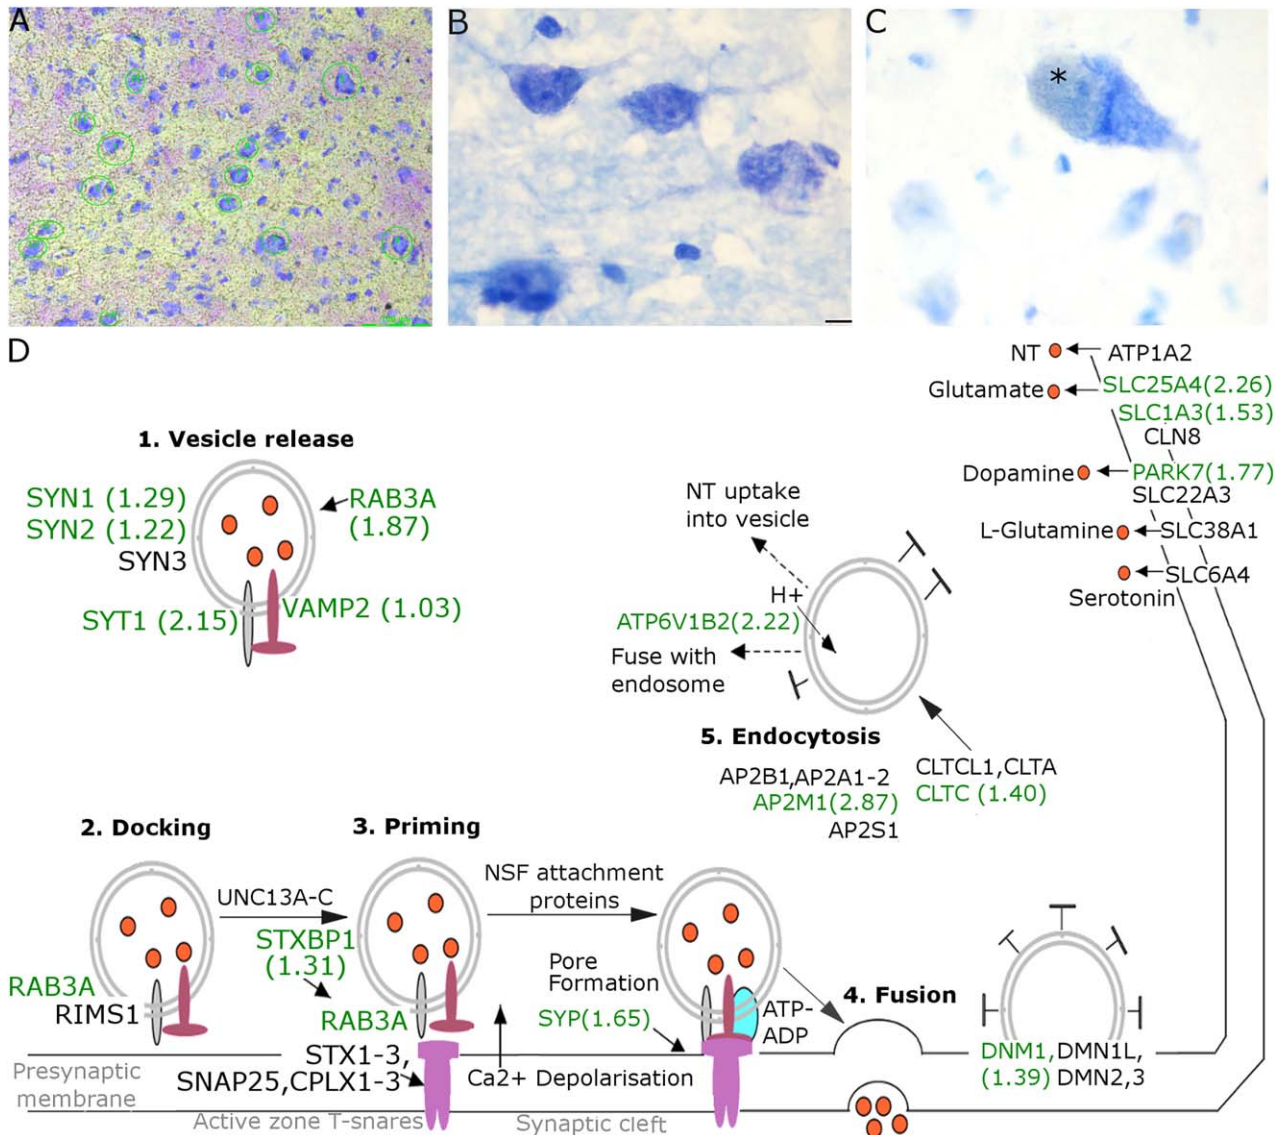 A
B
C
*
D
NT
ATP1A2
Glutamate
SLC25A4(2.26)
SLC1A3(1.53)
CLN8
Dopamine
PARK7(1.77)
SLC22A3
L-Glutamine
SLC38A1
SLC6A4
Serotonin
1. Vesicle release
SYN1 (1.29)
SYN2 (1.22)
SYN3
RAB3A
(1.87)
SYT1 (2.15)
VAMP2 (1.03)
NT uptake
into vesicle
H+
ATP6V1B2(2.22)
Fuse with
endosome
5. Endocytosis
AP2B1,AP2A1-2
AP2M1(2.87)
AP2S1
CLTCL1,CLTA
CLTC (1.40)
2. Docking
RAB3A
RIMS1
UNC13A-C
STXBP1
(1.31)
3. Priming
RAB3A
STX1-3,
SNAP25,CPLX1-3
NSF attachment
proteins
Pore
Formation
SYP(1.65)
Ca2+ Depolarisation
ATP-
ADP
4. Fusion
DNM1, DMN1L,
(1.39) DMN2,3
Presynaptic
membrane
Active zone T-snares
Synaptic cleft